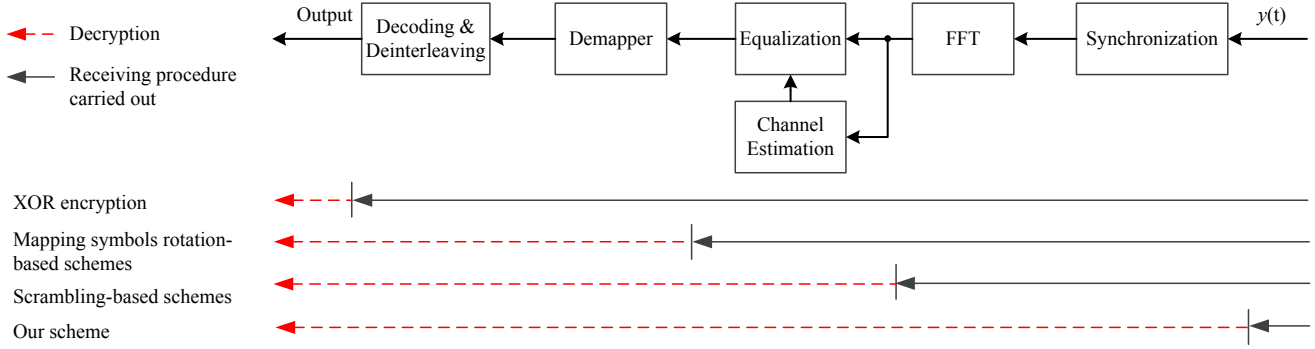 Output
y(t)
Decryption
Receiving procedure
carried out
Decoding &
Deinterleaving
Demapper
Equalization
FFT
Synchronization
Channel
Estimation
XOR encryption
Mapping symbols rotation-
based schemes
Scrambling-based schemes
Our scheme